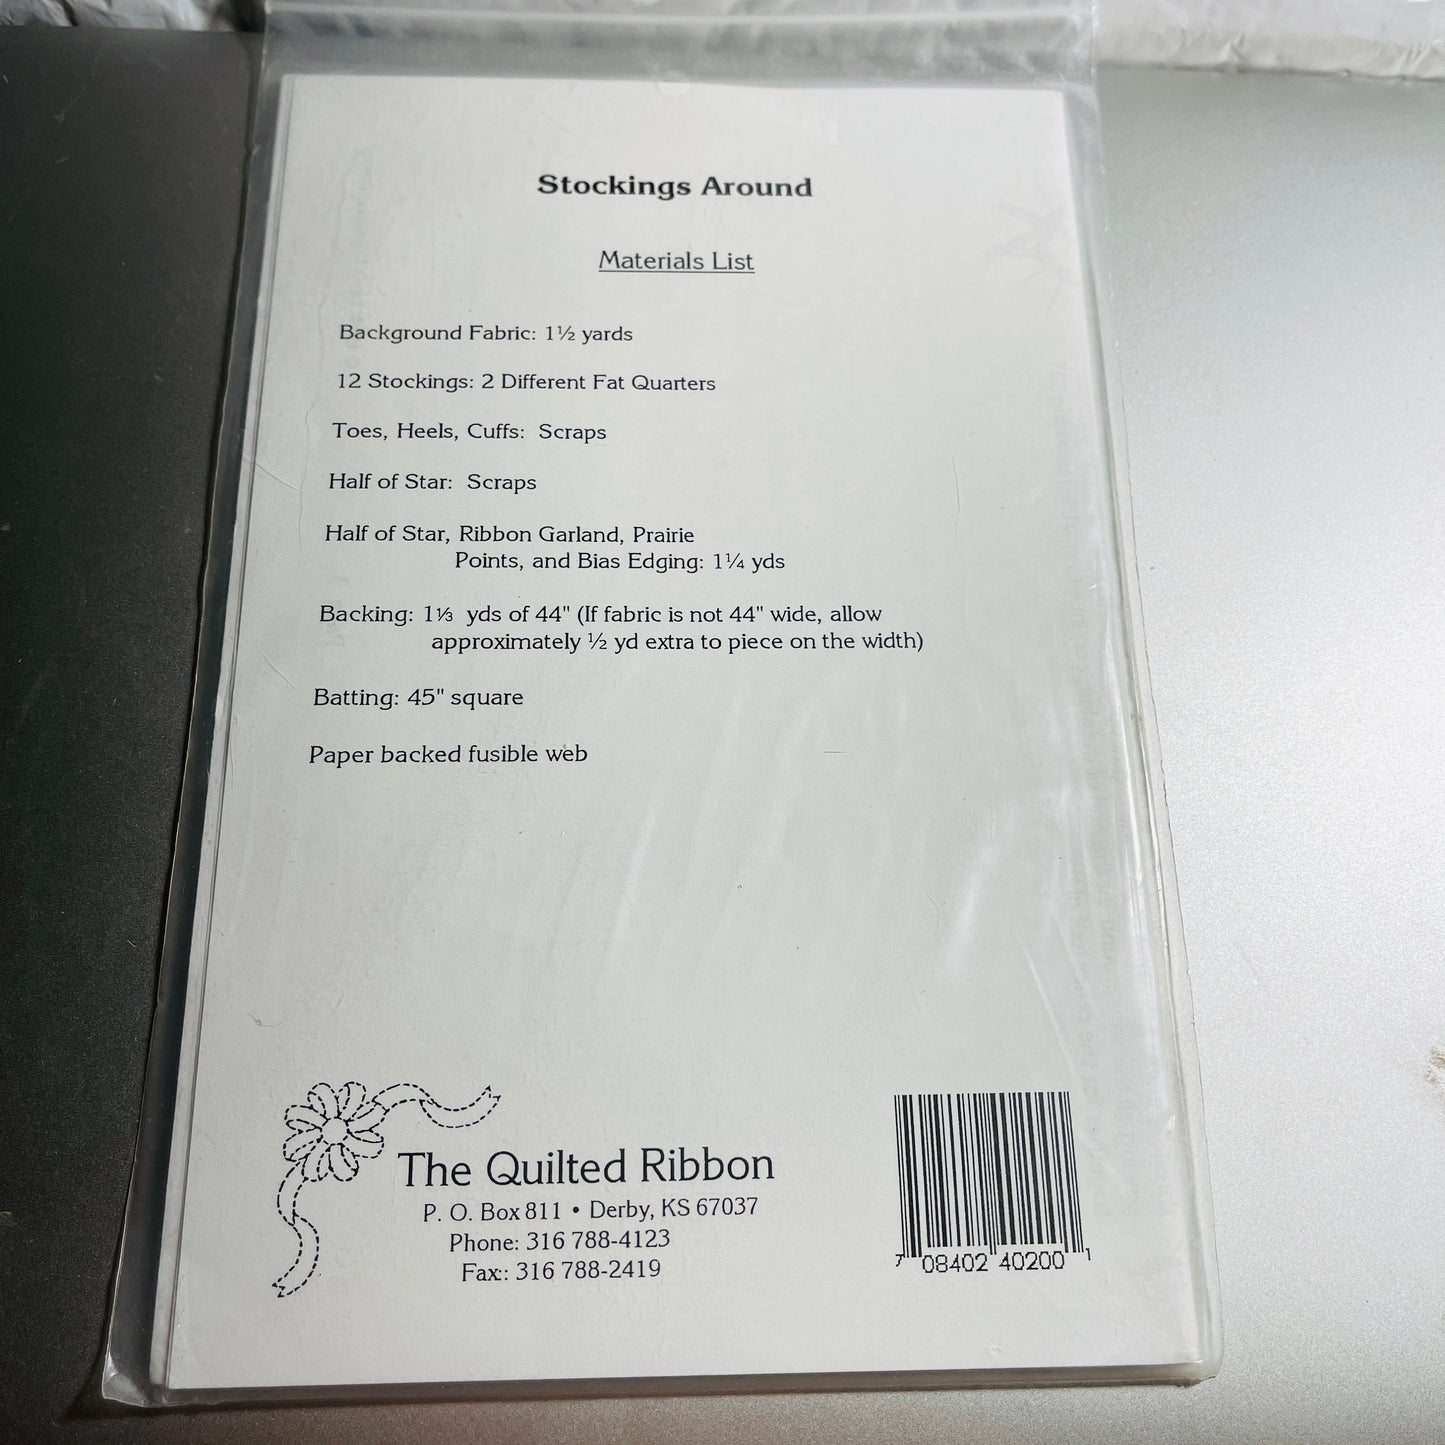 Stockings Around
Materials List
Background Fabric: 1½ yards
12 Stockings: 2 Different Fat Quarters
Toes, Heels, Cuffs: Scraps
Half of Star: Scraps
Half of Star, Ribbon Garland, Prairie
Points, and Bias Edging: 1¼ yds
Backing: 1⅓ yds of 44" (If fabric is not 44" wide, allow
approximately ½ yd extra to piece on the width)
Batting: 45" square
Paper backed fusible web
The Quilted Ribbon
P. O. Box 811 • Derby, KS 67037
Phone: 316 788-4123
Fax:: 316 788-2419
7 08402 40200 1